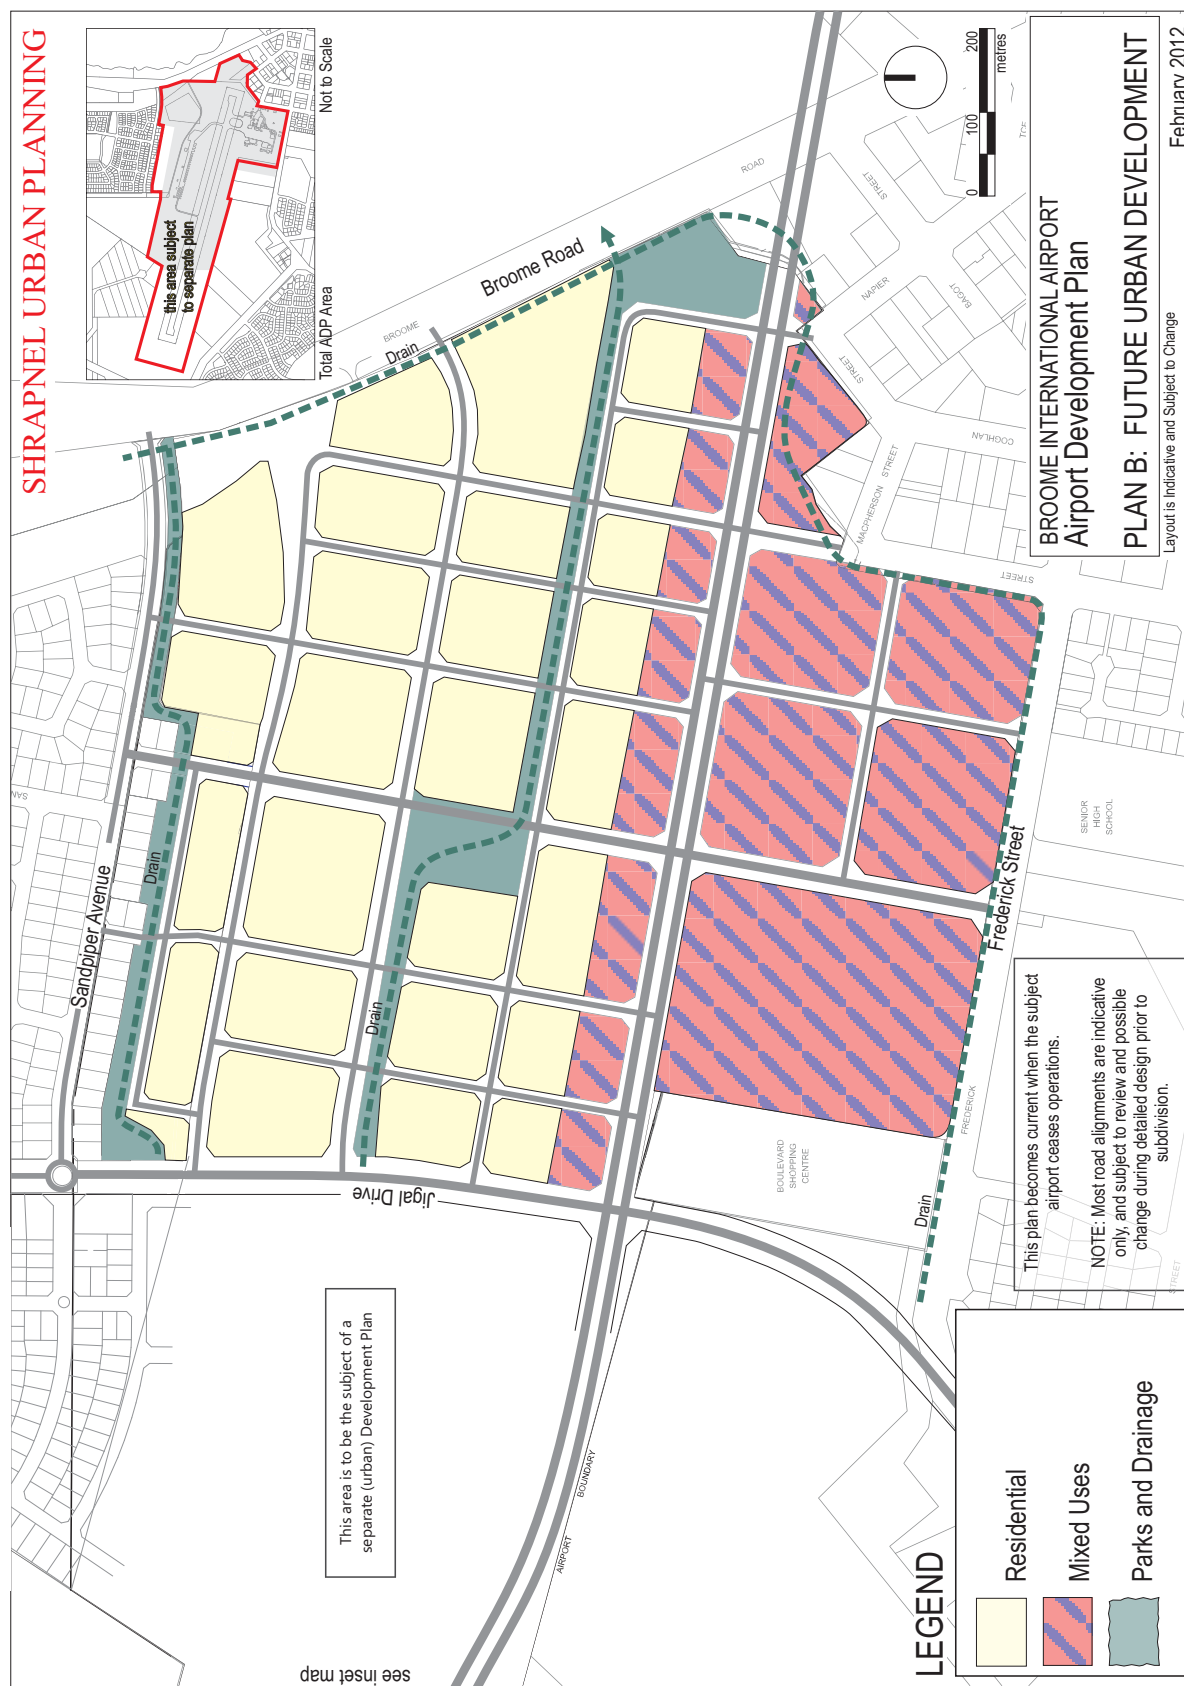 SHRAPNEL URBAN PLANNING
this area subject
to separate plan
Total ADP Area
Not to Scale
Sandpiper Avenue
SAN
Drain
BROOME
ROAD
Drain
Broome Road
Drain
Jigal Drive
This area is to be the subject of a
separate (urban) Development Plan
see inset map
AIRPORT
BOUNDARY
BOULEVARD
SHOPPING
CENTRE
Drain
FREDERICK
Frederick Street
SENIOR
HIGH
SCHOOL
STREET
MACPHERSON STREET
COGHLAN
STREET
NAPIER
STREET
BAGOT
STREET
0 100 200
metres
BROOME INTERNATIONAL AIRPORT
Airport Development Plan
PLAN B: FUTURE URBAN DEVELOPMENT
Layout is Indicative and Subject to Change
February 2012
This plan becomes current when the subject
airport ceases operations.
NOTE: Most road alignments are indicative
only, and subject to review and possible
change during detailed design prior to
subdivision.
LEGEND
Residential
Mixed Uses
Parks and Drainage